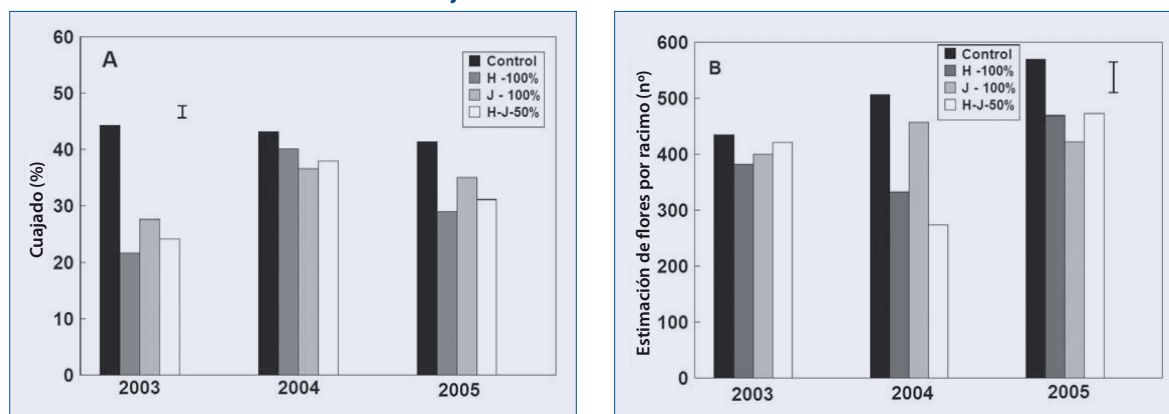 A
Control
H -100%
J - 100%
H-J-50%
Cuajado (%)
60
50
40
30
20
10
0
2003 2004 2005
B
Control
H -100%
J - 100%
H-J-50%
Estimación de flores por racimo (nº)
600
500
400
300
200
100
0
2003 2004 2005